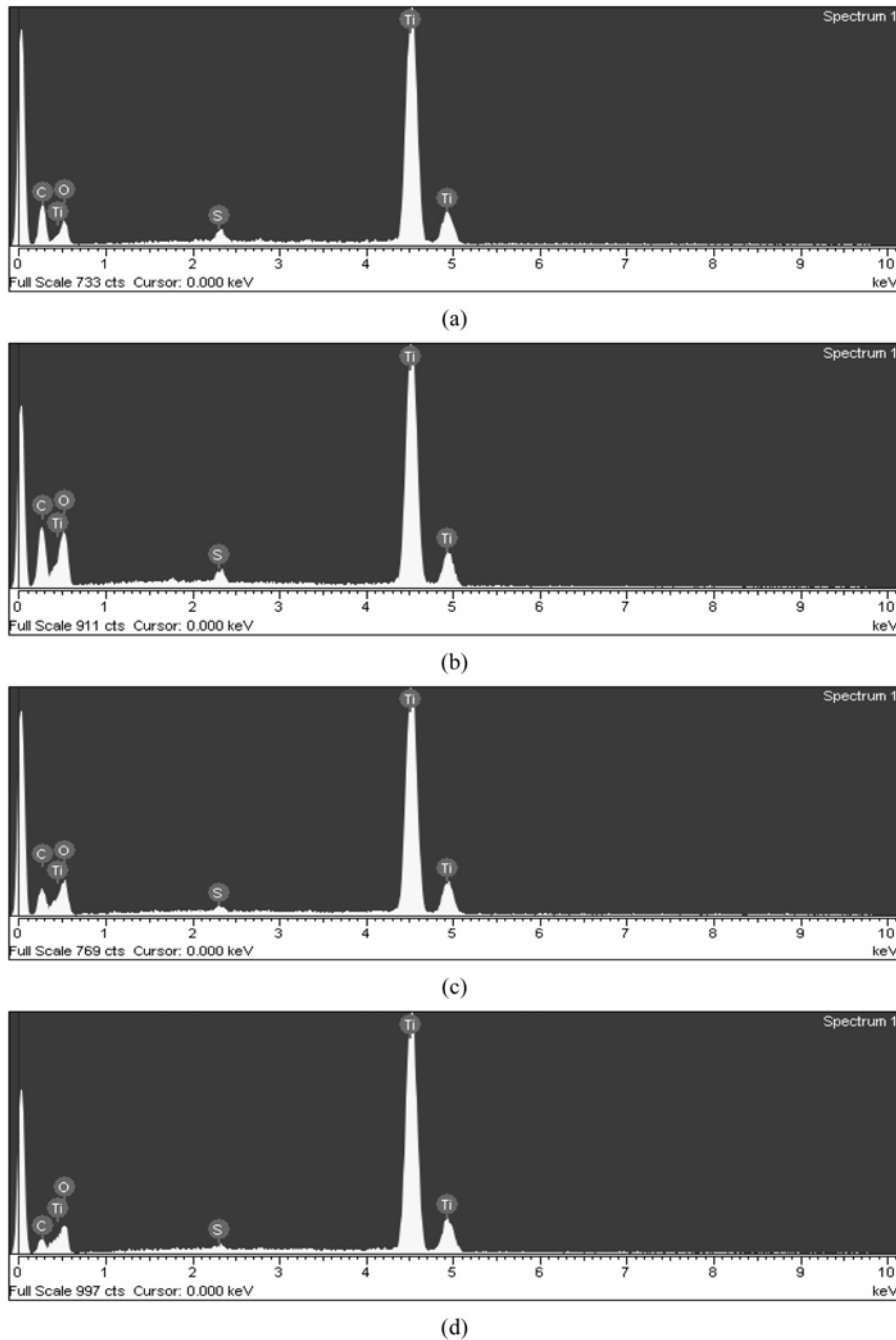 Spectrum 1
Ti
C
O
Ti
S
Ti
0 1 2 3 4 5 6 7 8 9 10
Full Scale 733 cts Cursor: 0.000 keV
keV
(a)
Spectrum 1
Ti
C
O
Ti
S
Ti
0 1 2 3 4 5 6 7 8 9 10
Full Scale 911 cts Cursor: 0.000 keV
keV
(b)
Spectrum 1
Ti
C
O
Ti
S
Ti
0 1 2 3 4 5 6 7 8 9 10
Full Scale 769 cts Cursor: 0.000 keV
keV
(c)
Spectrum 1
Ti
O
Ti
C
S
Ti
0 1 2 3 4 5 6 7 8 9 10
Full Scale 997 cts Cursor: 0.000 keV
keV
(d)